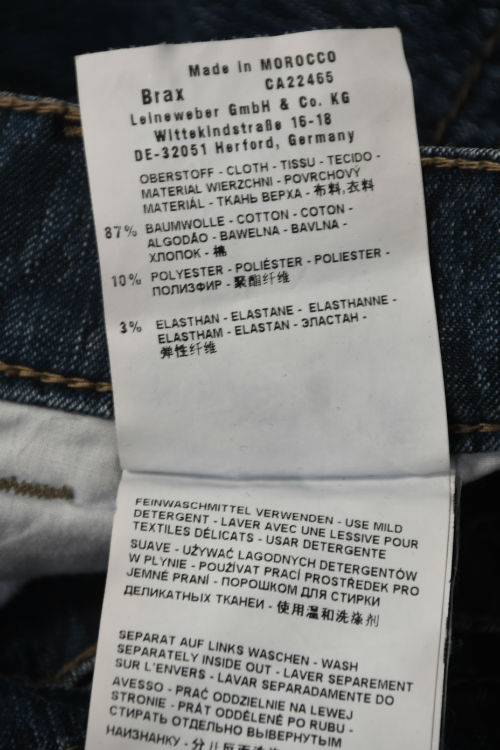 Made in MOROCCO
Brax CA22465
Leineweber GmbH & Co. KG
Wittekindstraße 16-18
DE-32051 Herford, Germany
OBERSTOFF - CLOTH - TISSU - TECIDO -
MATERIAŁ WIERZCHNI - POVRCHOVÝ
MATERIÁL - ТКАНЬ ВЕРХА - 布料,衣料
87% BAUMWOLLE - COTTON - COTON -
ALGODÃO - BAWEŁNA - BAVLNA -
ХЛОПОК - 棉
10% POLYESTER - POLIÉSTER - POLIESTER -
ПОЛИЭФИР - 聚酯纤维
3% ELASTHAN - ELASTANE - ELASTHANNE -
ELASTHAM - ELASTAN - ЭЛАСТАН -
弹性纤维
FEINWASCHMITTEL VERWENDEN - USE MILD
DETERGENT - LAVER AVEC UNE LESSIVE POUR
TEXTILES DÉLICATS - USAR DETERGENTE
SUAVE - UŻYWAĆ ŁAGODNYCH DETERGENTÓW
W PŁYNIE - POUŽÍVAT PRACÍ PROSTŘEDEK PRO
JEMNÉ PRANÍ - ПОРОШКОМ ДЛЯ СТИРКИ
ДЕЛИКАТНЫХ ТКАНЕИ - 使用温和洗涤剂
SEPARAT AUF LINKS WASCHEN - WASH
SEPARATELY INSIDE OUT - LAVER SEPAREMENT
SUR L'ENVERS - LAVAR SEPARADAMENTE DO
AVESSO - PRAĆ ODDZIELNIE NA LEWEJ
STRONIE - PRÁT ODDĚLENĚ PO RUBU -
СТИРАТЬ ОТДЕЛЬНО ВЫВЕРНУТЫМ
НАИЗНАНКУ -